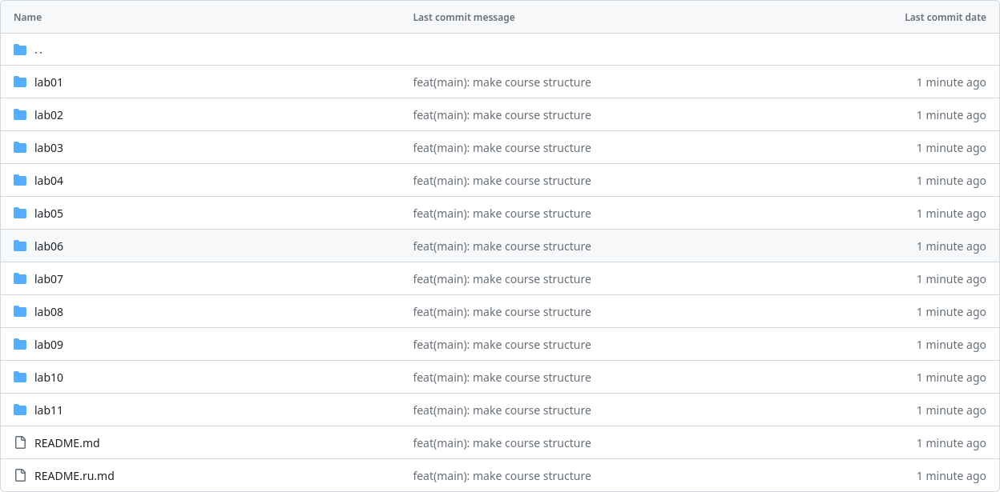 Name Last commit message Last commit date
..
lab01 feat(main): make course structure 1 minute ago
lab02 feat(main): make course structure 1 minute ago
lab03 feat(main): make course structure 1 minute ago
lab04 feat(main): make course structure 1 minute ago
lab05 feat(main): make course structure 1 minute ago
lab06 feat(main): make course structure 1 minute ago
lab07 feat(main): make course structure 1 minute ago
lab08 feat(main): make course structure 1 minute ago
lab09 feat(main): make course structure 1 minute ago
lab10 feat(main): make course structure 1 minute ago
lab11 feat(main): make course structure 1 minute ago
README.md feat(main): make course structure 1 minute ago
README.ru.md feat(main): make course structure 1 minute ago